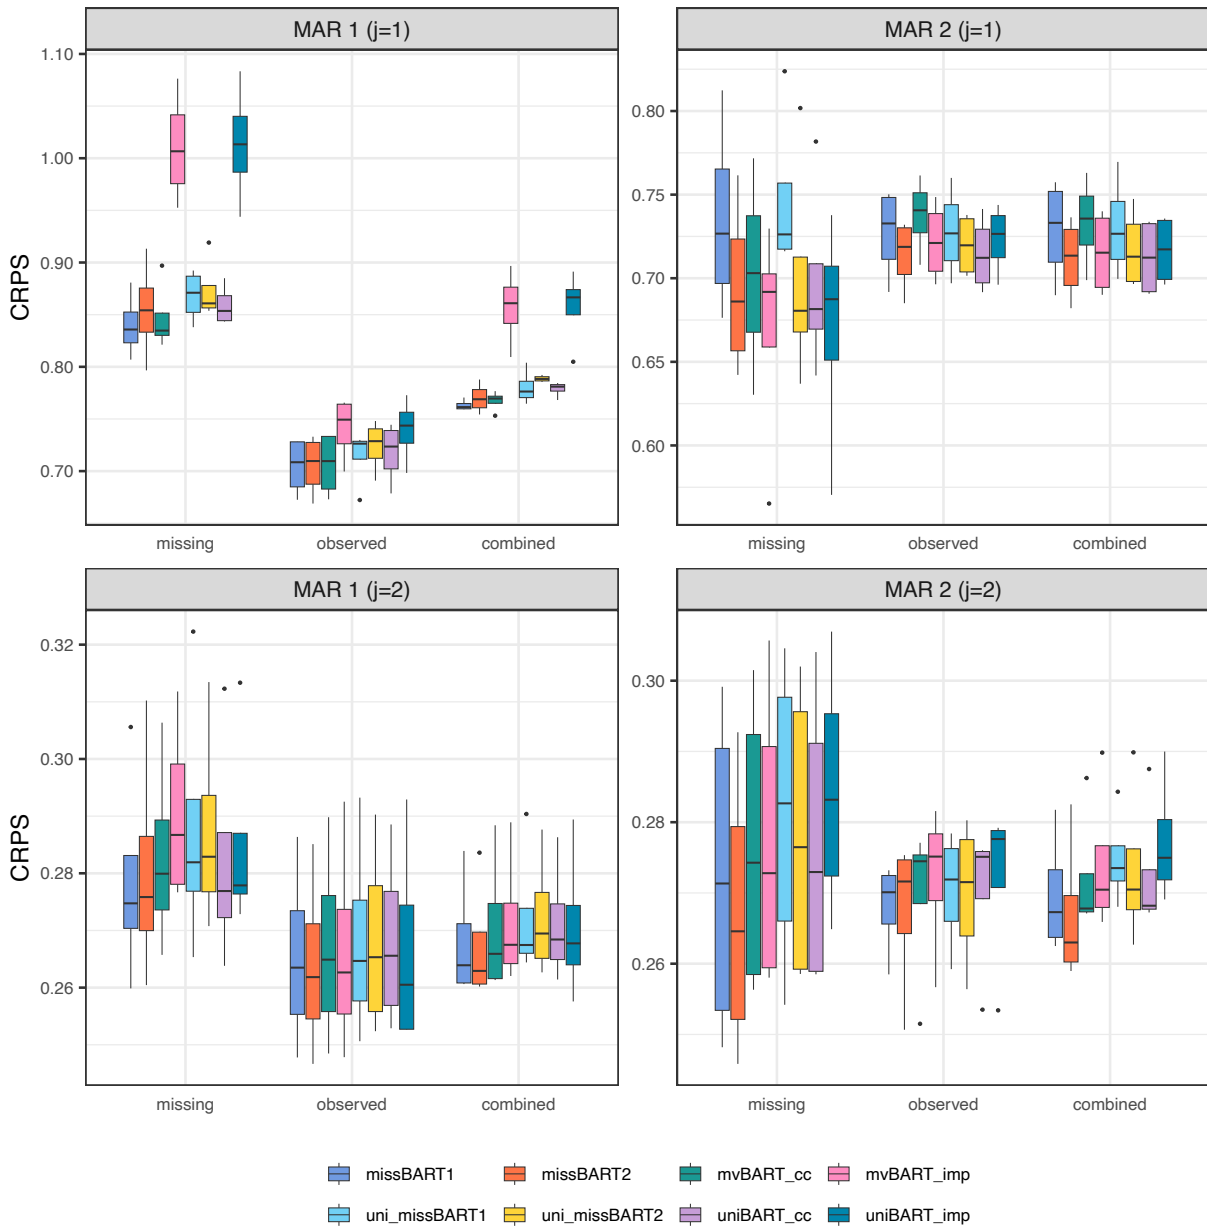 MAR 1 (j=1)
MAR 2 (j=1)
CRPS
1.10
1.00
0.90
0.80
0.70
0.80
0.75
0.70
0.65
0.60
missing observed combined
missing observed combined
MAR 1 (j=2)
MAR 2 (j=2)
CRPS
0.32
0.30
0.28
0.26
0.30
0.28
0.26
missing observed combined
missing observed combined
missBART1 missBART2 mvBART_cc mvBART_imp
uni_missBART1 uni_missBART2 uniBART_cc uniBART_imp